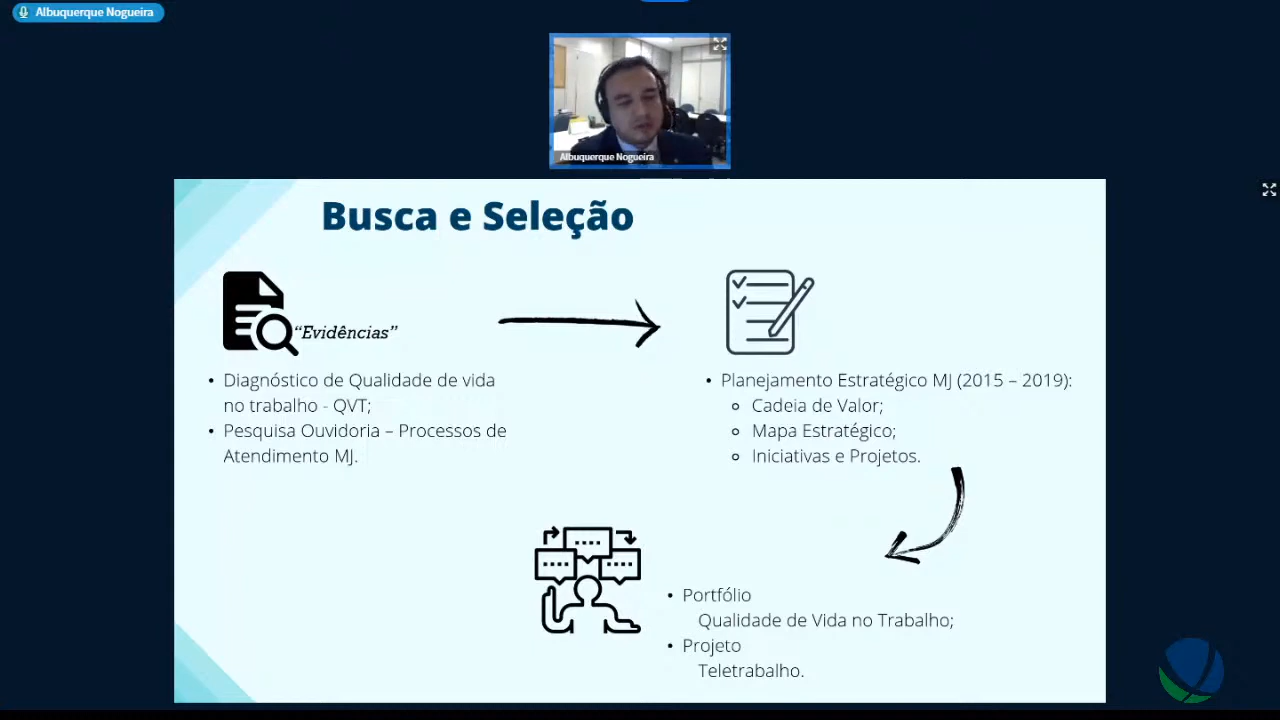 Albuquerque Nogueira
Albuquerque Nogueira
Busca e Seleção
“Evidências”
• Diagnóstico de Qualidade de vida
no trabalho - QVT;
• Pesquisa Ouvidoria – Processos de
Atendimento MJ.
• Planejamento Estratégico MJ (2015 – 2019):
Cadeia de Valor;
Mapa Estratégico;
Iniciativas e Projetos.
• Portfólio
Qualidade de Vida no Trabalho;
• Projeto
Teletrabalho.